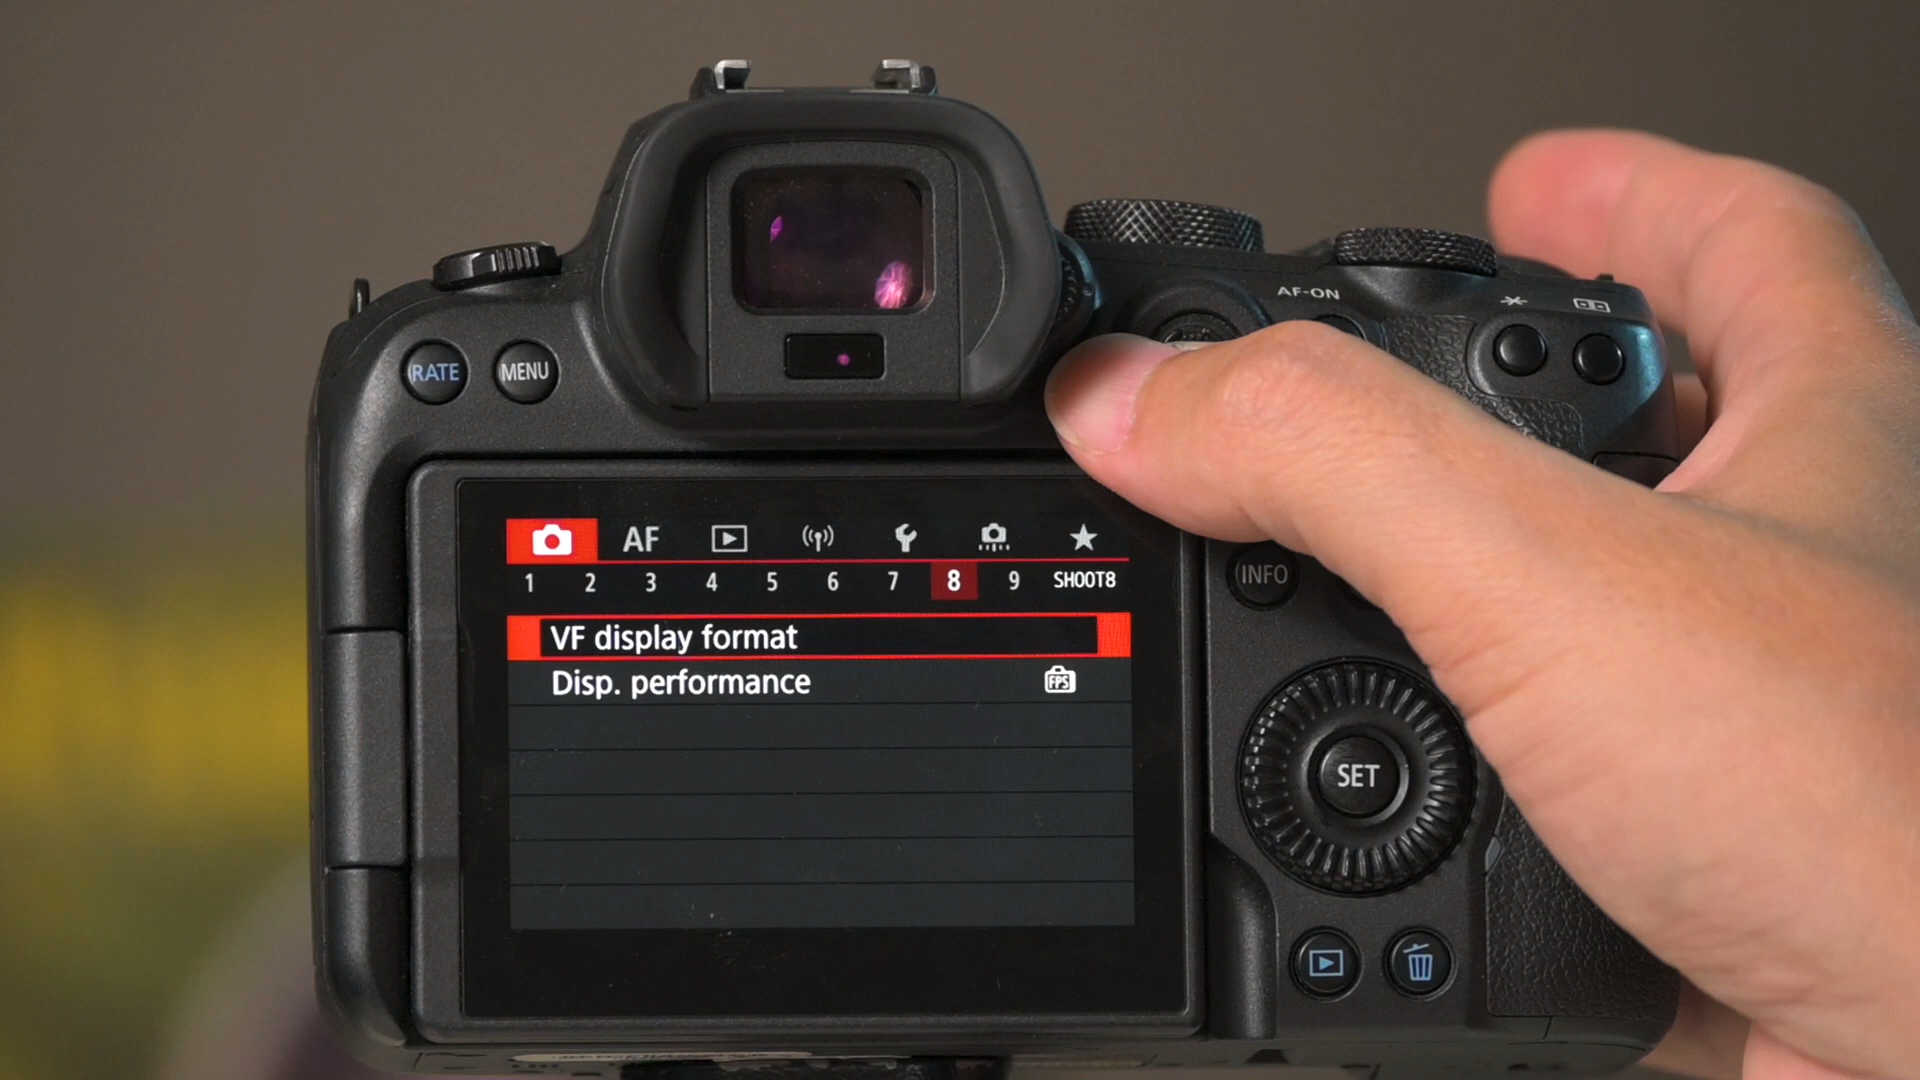 AF-ON
RATE MENU
AF
1 2 3 4 5 6 7 8 9 SHOOT8
VF display format
Disp. performance FPS
INFO
SET